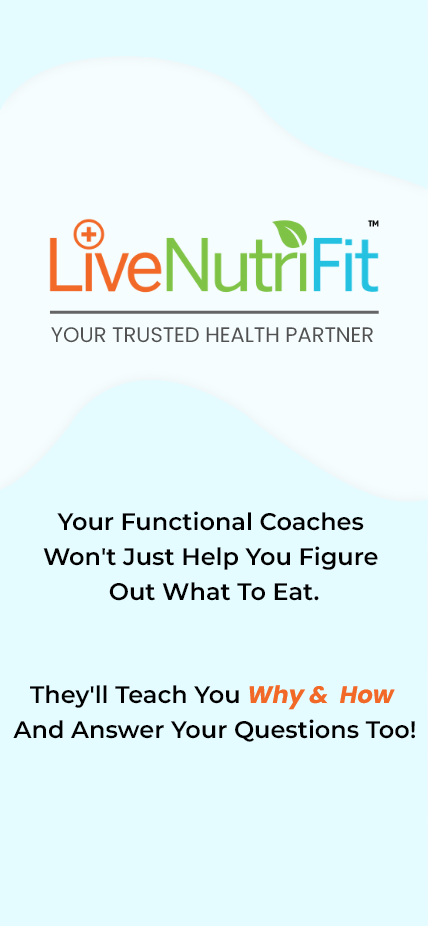 LiveNutriFit™
YOUR TRUSTED HEALTH PARTNER
Your Functional Coaches
Won't Just Help You Figure
Out What To Eat.
They'll Teach You Why & How
And Answer Your Questions Too!